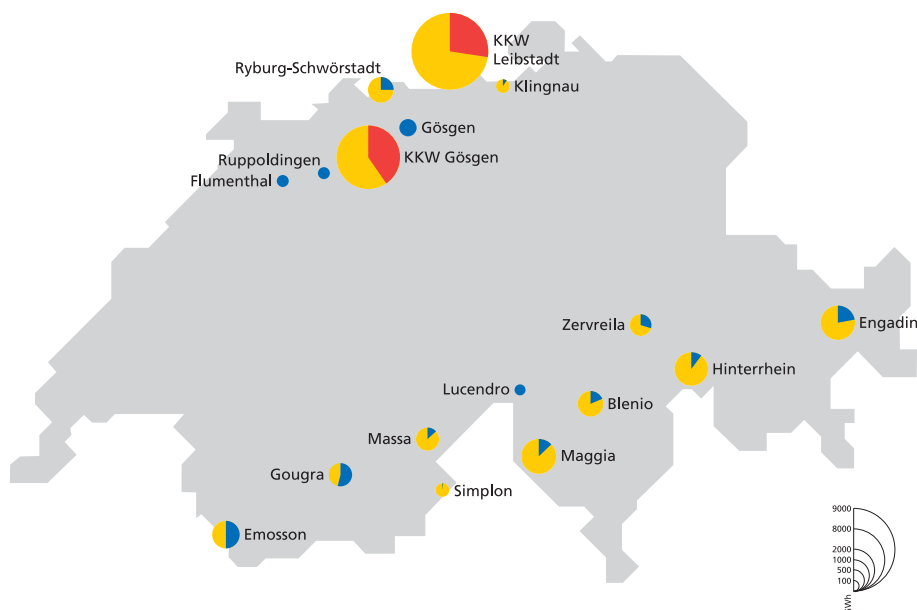 KKW
Leibstadt
Ryburg-Schwörstadt
Klingnau
Gösgen
Ruppoldingen
KKW Gösgen
Flumenthal
Zervreila
Engadin
Hinterrhein
Lucendro
Blenio
Massa
Maggia
Gougra
Simplon
Emosson
9000
8000
2000
1000
500
100